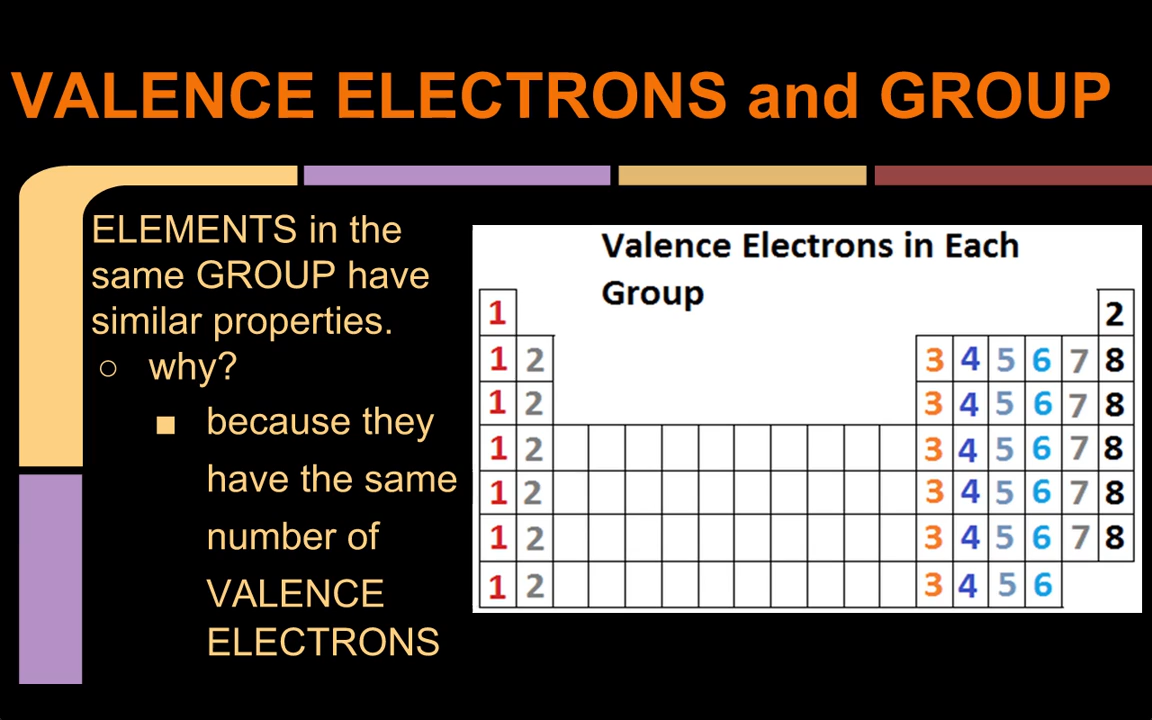 VALENCE ELECTRONS and GROUP
ELEMENTS in the
same GROUP have
similar properties.
○ why?
■ because they
have the same
number of
VALENCE
ELECTRONS
Valence Electrons in Each
Group
1 2
1 2 3 4 5 6 7 8
1 2 3 4 5 6 7 8
1 2 3 4 5 6 7 8
1 2 3 4 5 6 7 8
1 2 3 4 5 6 7 8
1 2 3 4 5 6